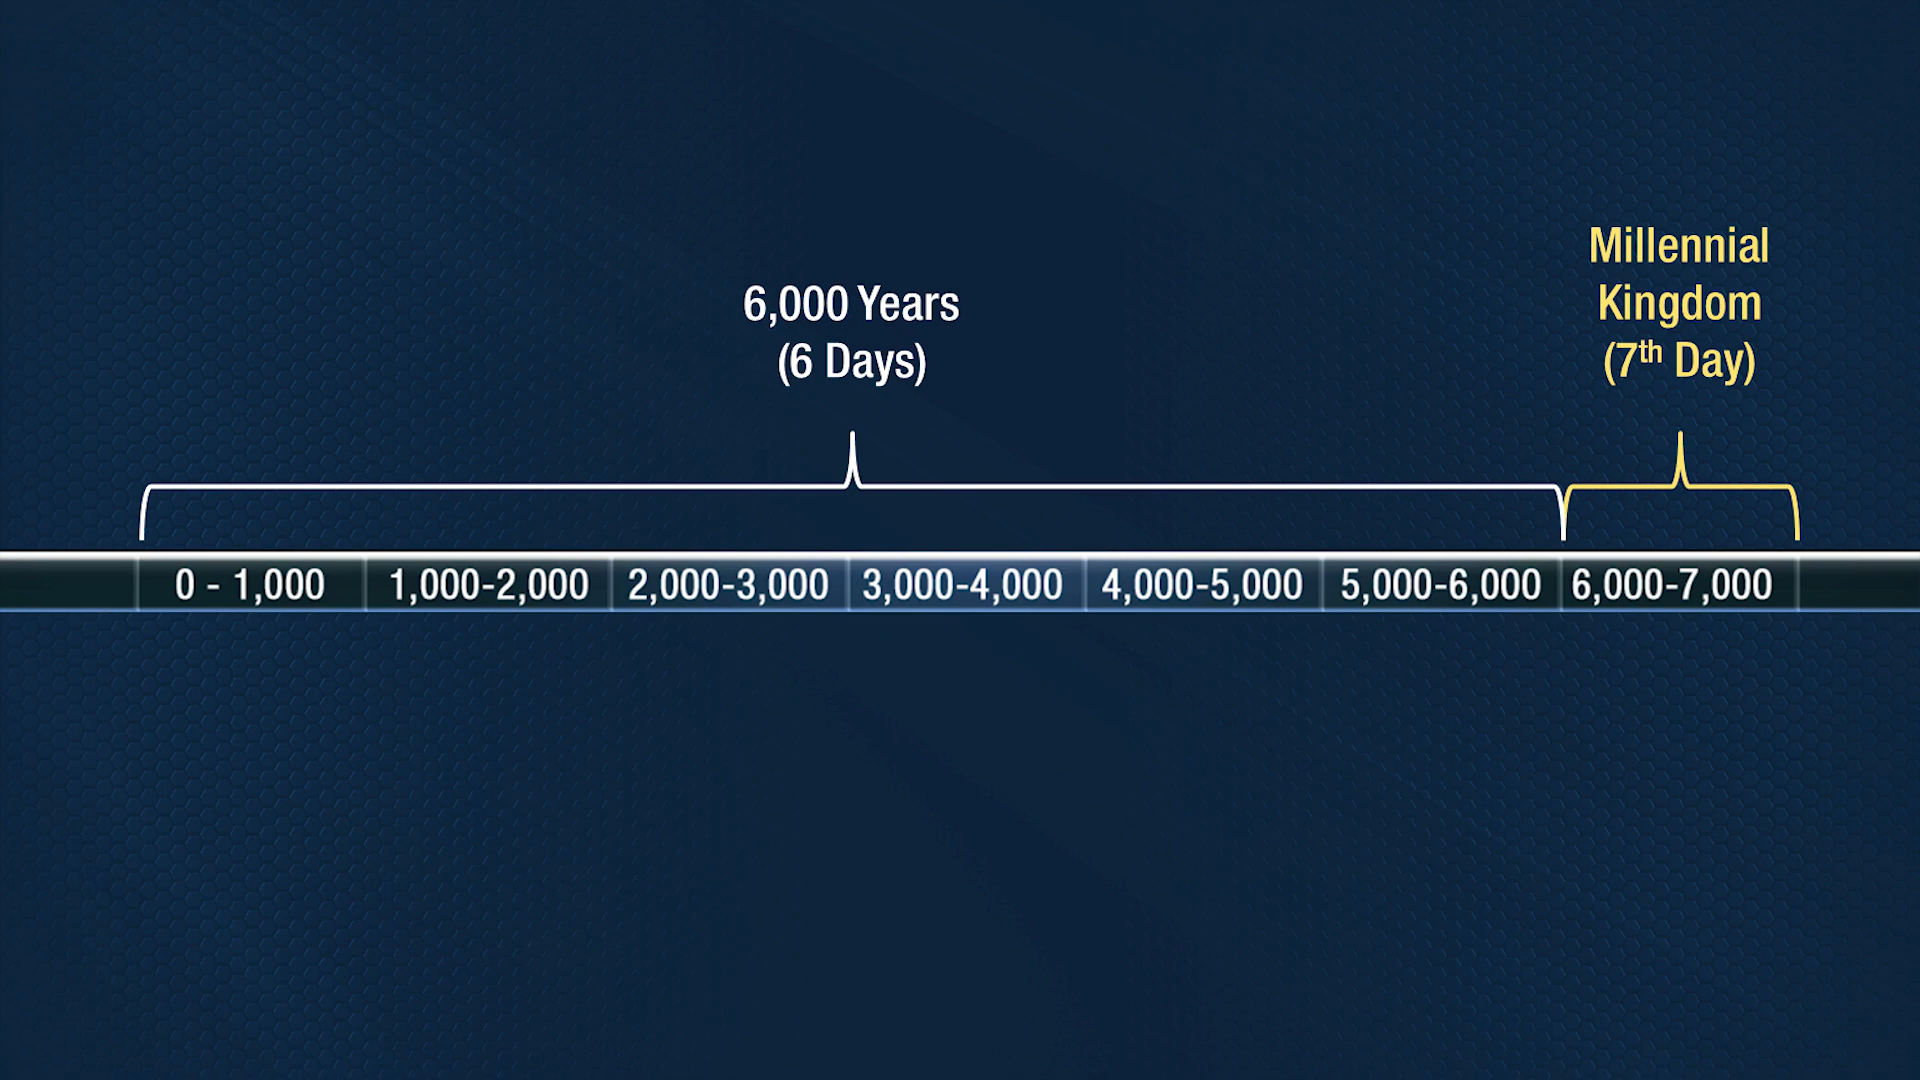 6,000 Years
(6 Days)
Millennial
Kingdom
(7th Day)
0 - 1,000
1,000-2,000
2,000-3,000
3,000-4,000
4,000-5,000
5,000-6,000
6,000-7,000